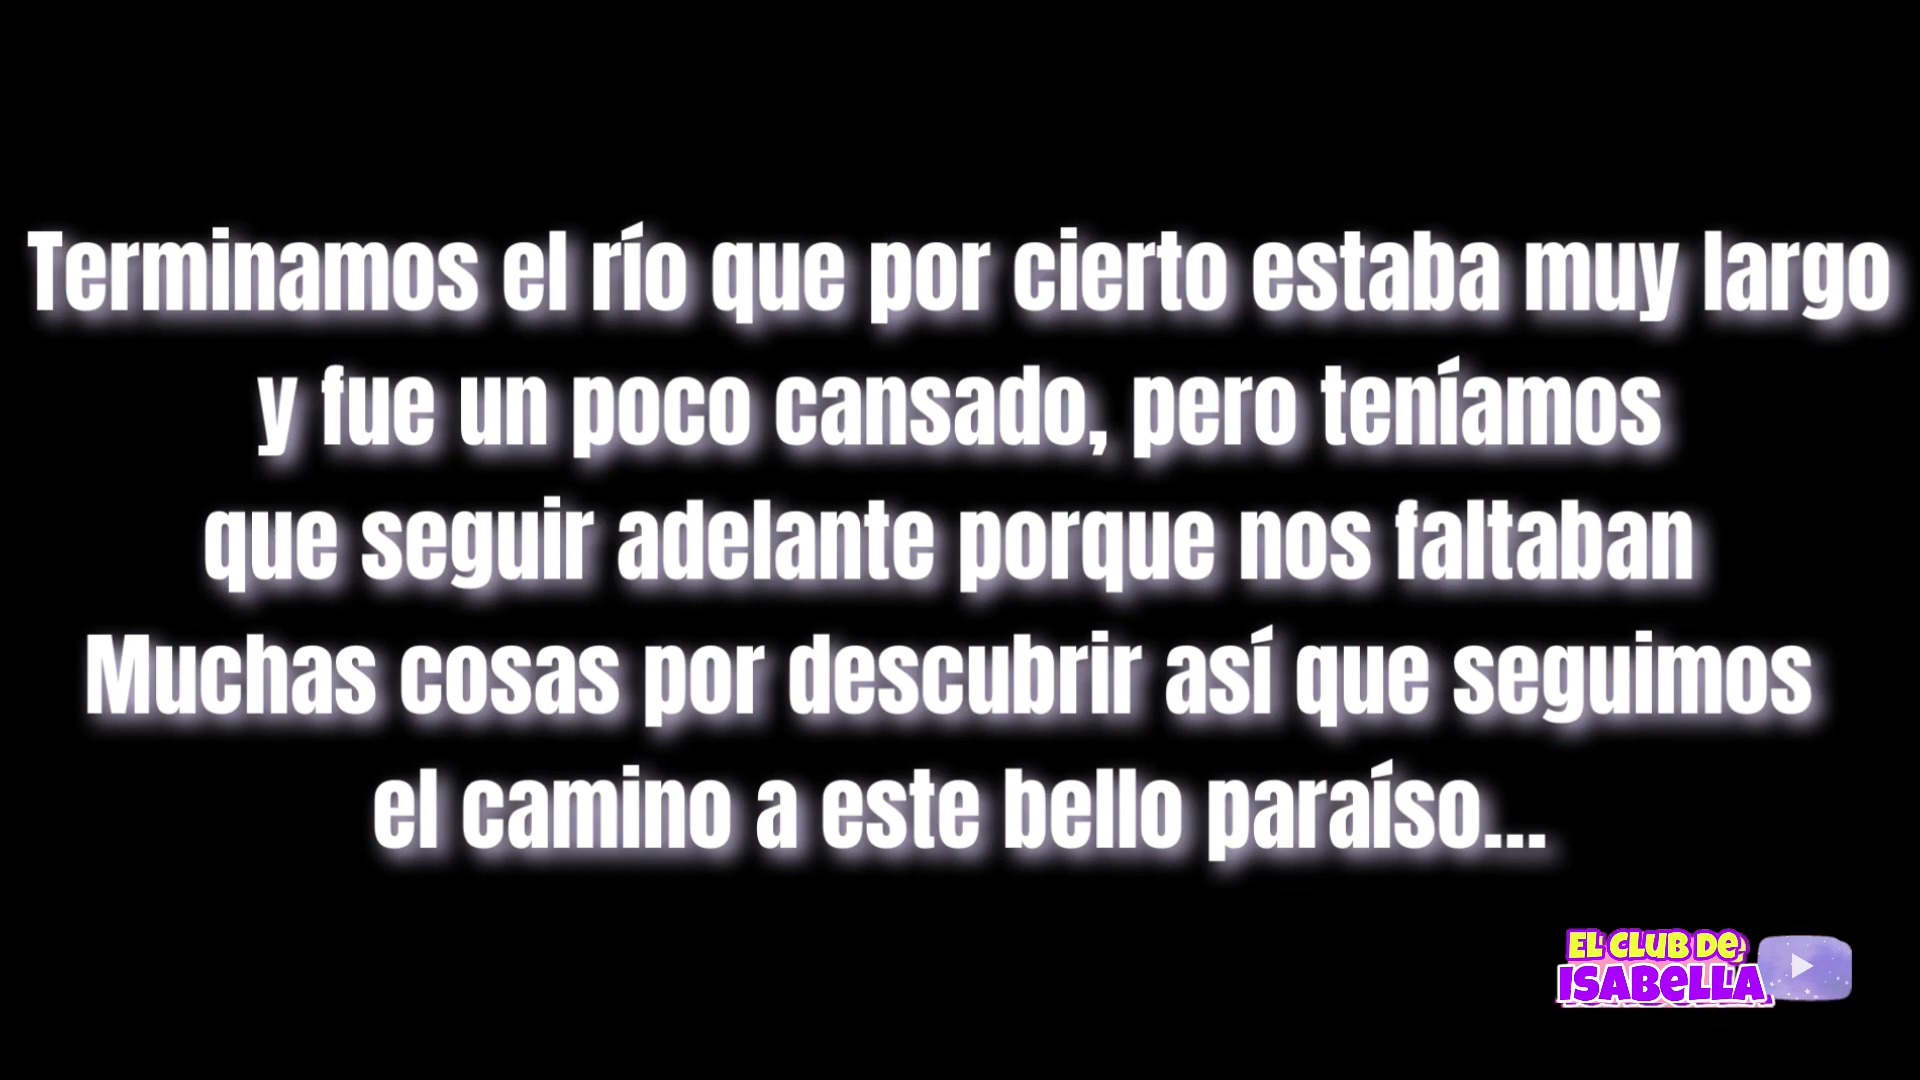 Terminamos el río que por cierto estaba muy largo
y fue un poco cansado, pero teníamos
que seguir adelante porque nos faltaban
Muchas cosas por descubrir así que seguimos
el camino a este bello paraíso...
EL CLUB DE
ISABELLA